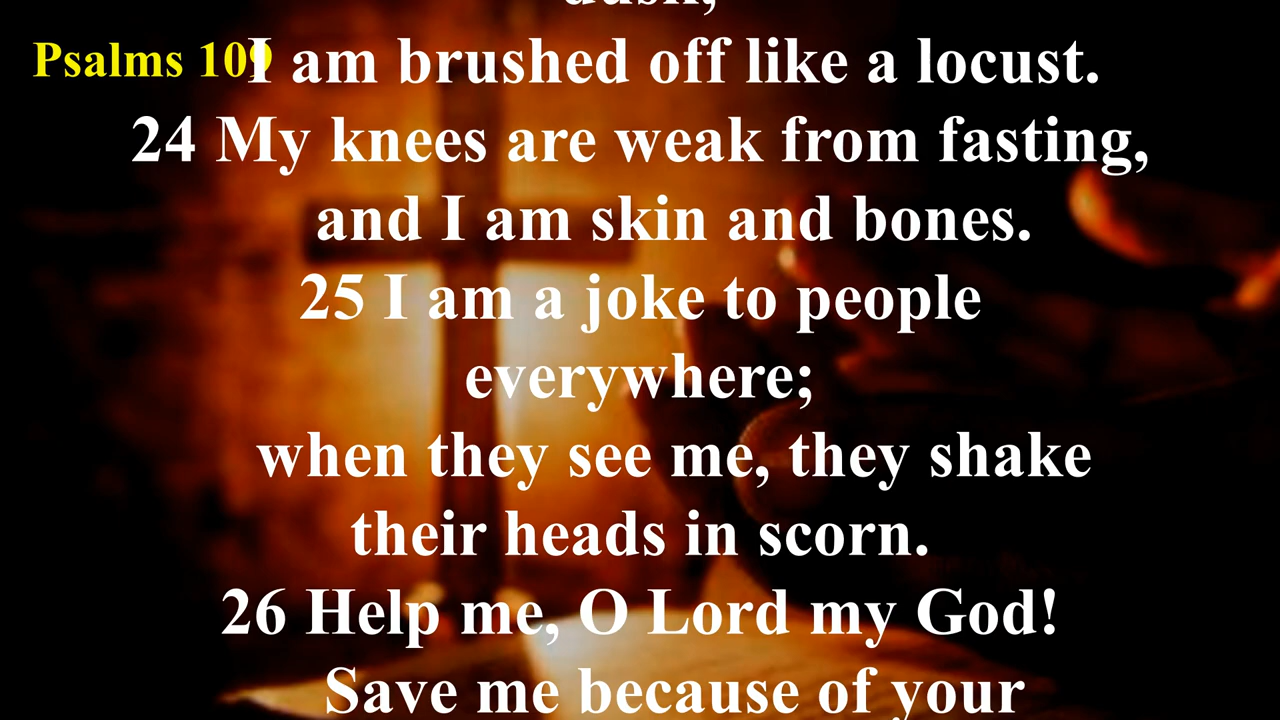 Psalms 109
I am brushed off like a locust.
24 My knees are weak from fasting,
and I am skin and bones.
25 I am a joke to people
everywhere;
when they see me, they shake
their heads in scorn.
26 Help me, O Lord my God!
Save me because of your